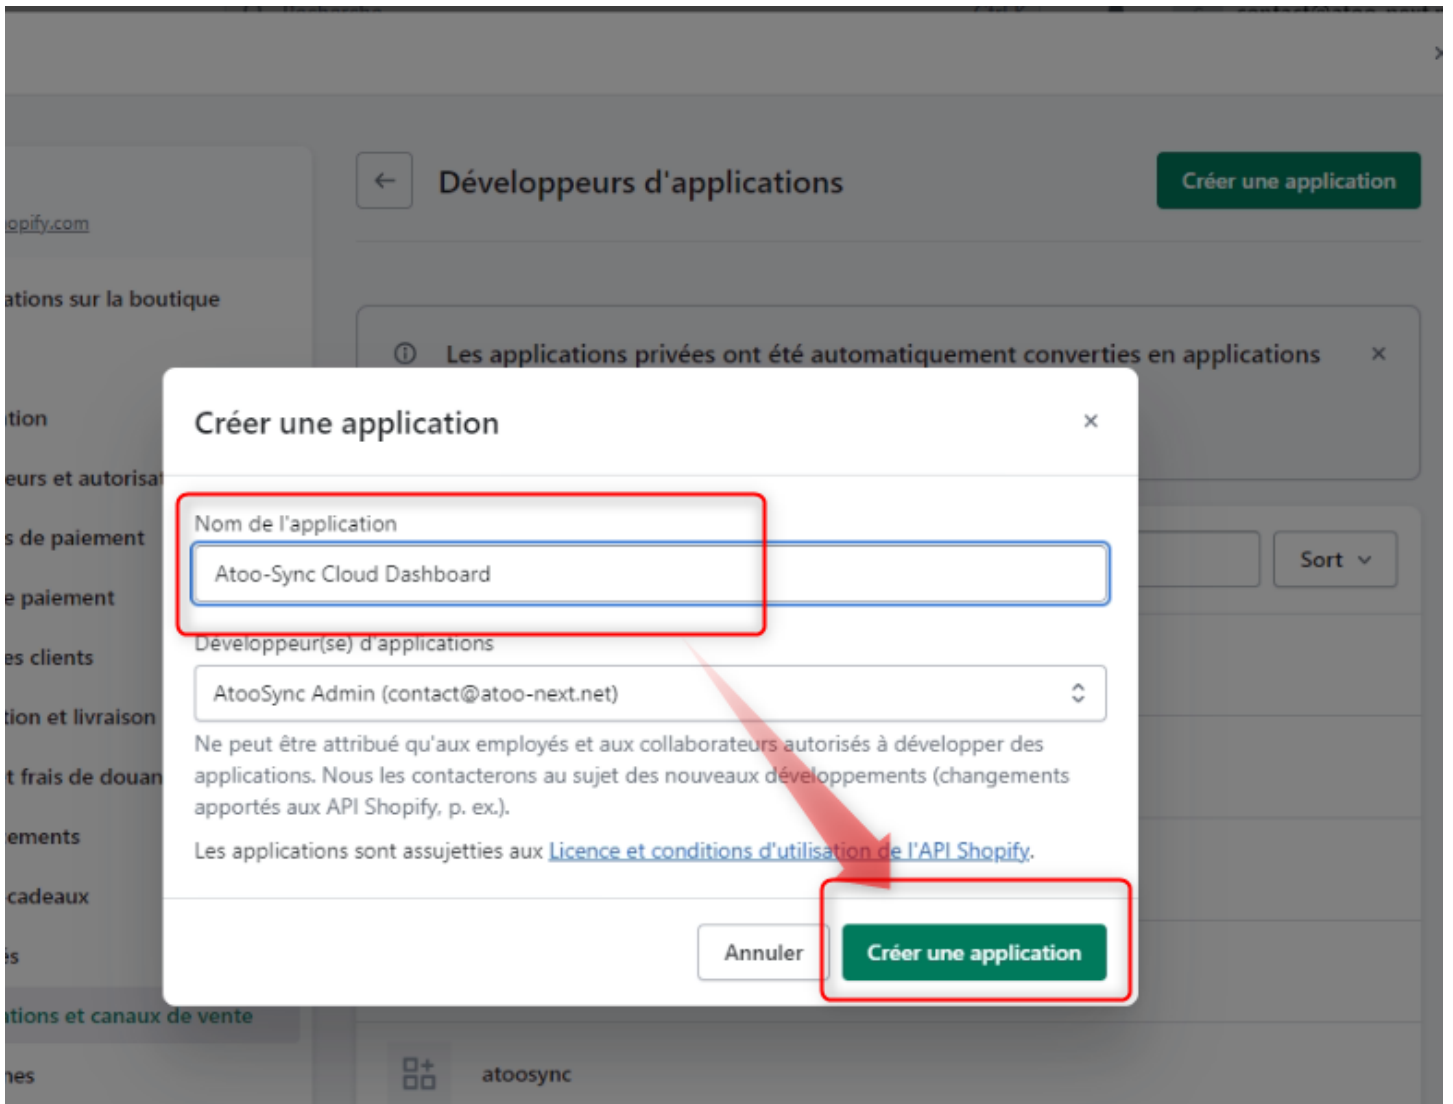 Recherche
Développeurs d'applications
Créer une application
opify.com
ations sur la boutique
Les applications privées ont été automatiquement converties en applications
tion
eurs et autorisat
s de paiement
e paiement
es clients
tion et livraison
t frais de douan
ements
cadeaux
és
ations et canaux de vente
nes
Créer une application
Nom de l'application
Atoo-Sync Cloud Dashboard
Développeur(se) d'applications
AtooSync Admin (contact@atoo-next.net)
Ne peut être attribué qu'aux employés et aux collaborateurs autorisés à développer des
applications. Nous les contacterons au sujet des nouveaux développements (changements
apportés aux API Shopify, p. ex.).
Les applications sont assujetties aux Licence et conditions d'utilisation de l'API Shopify.
Annuler
Créer une application
Sort
atoosync